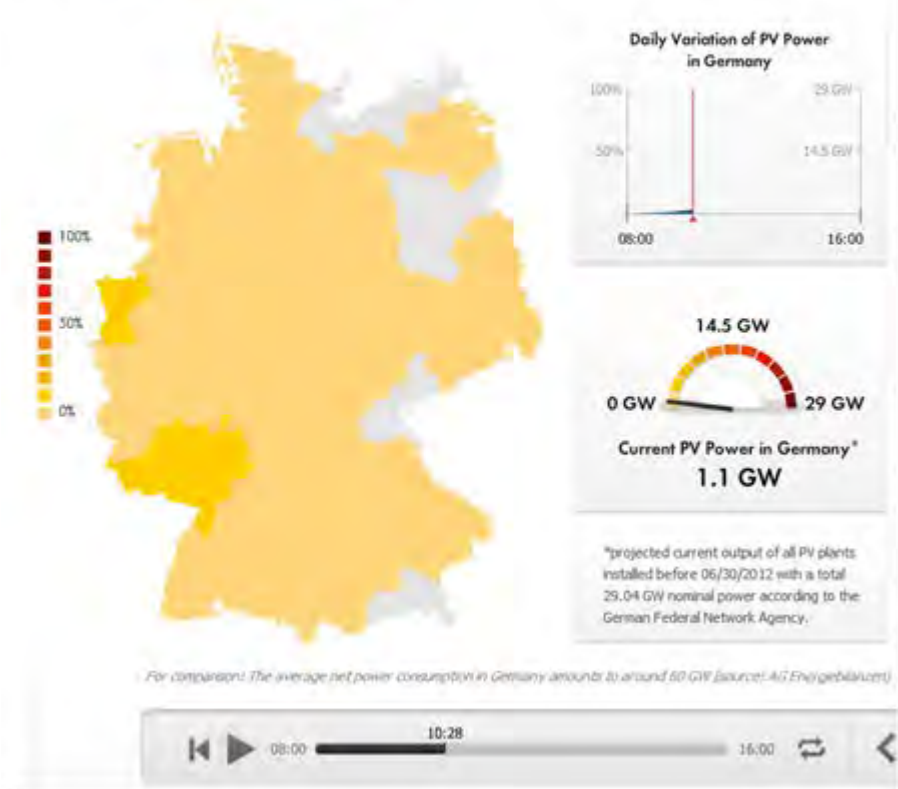 Daily Variation of PV Power
in Germany
100%
29 GW
50%
14.5 GW
08:00
16:00
100%
50%
0%
14.5 GW
0 GW
29 GW
Current PV Power in Germany*
1.1 GW
*projected current output of all PV plants
installed before 06/30/2012 with a total
29.04 GW nominal power according to the
German Federal Network Agency.
For comparison: The average net power consumption in Germany amounts to around 60 GW (source: AG Energiebilanzen)
10:28
08:00
16:00